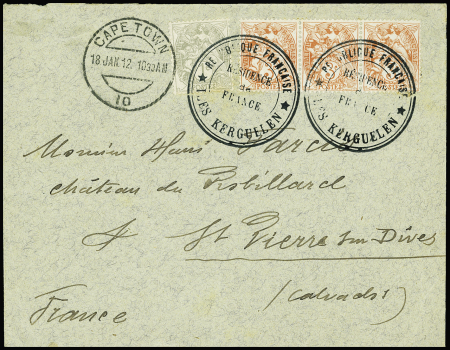 CAPE TOWN
18 JAN 12. 10 30 AM
10
RÉPUBLIQUE FRANÇAISE
RÉSIDENCE
DE
FRANCE
ILES KERGUELEN
RÉPUBLIQUE FRANÇAISE
RÉSIDENCE
DE
FRANCE
ILES KERGUELEN
Monsieur Henri
château du
St Pierre sur Dives
(Calvados)
France